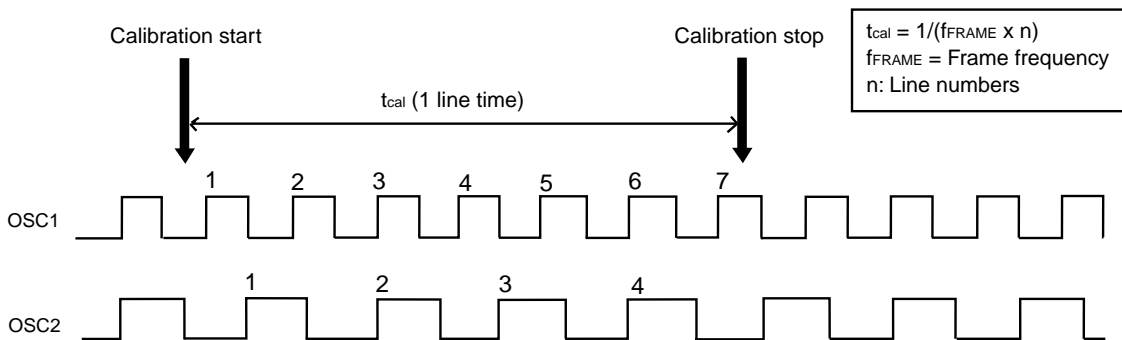 Calibration start
Calibration stop
tcal = 1/(fFRAME x n)
fFRAME = Frame frequency
n: Line numbers
tcal (1 line time)
1 2 3 4 5 6 7
OSC1
1 2 3 4
OSC2